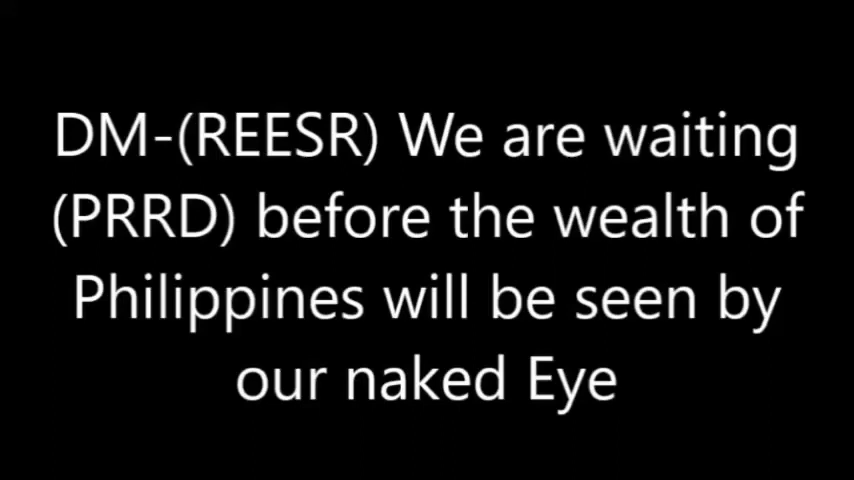 DM-(REESR) We are waiting
(PRRD) before the wealth of
Philippines will be seen by
our naked Eye